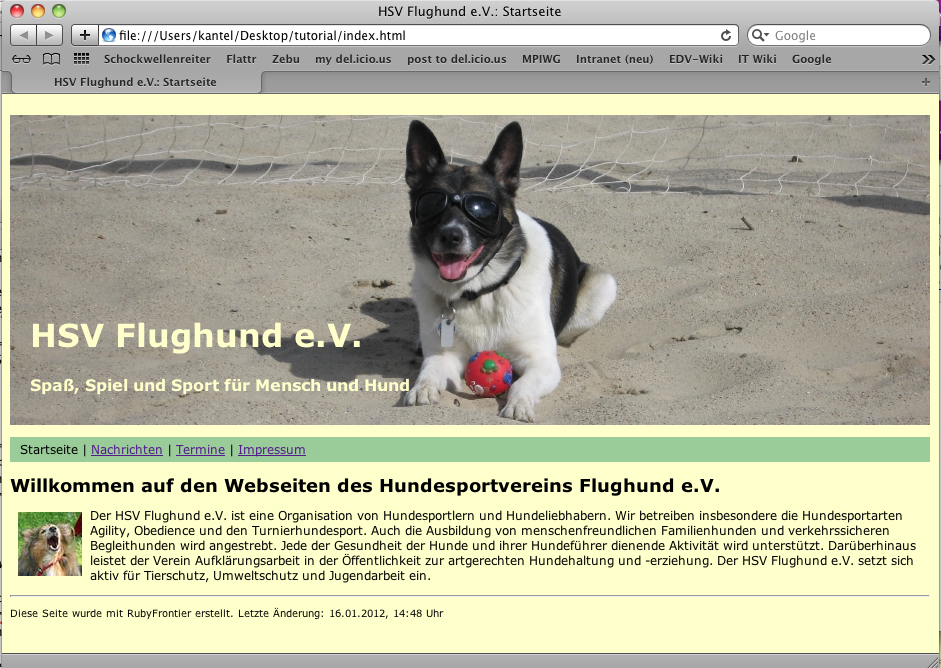 HSV Flughund e.V.: Startseite
file:///Users/kantel/Desktop/tutorial/index.html
Google
Schockwellenreiter Flattr Zebu my del.icio.us post to del.icio.us MPIWG Intranet (neu) EDV-Wiki IT Wiki Google
HSV Flughund e.V.: Startseite
HSV Flughund e.V.
Spaß, Spiel und Sport für Mensch und Hund
Startseite | Nachrichten | Termine | Impressum
Willkommen auf den Webseiten des Hundesportvereins Flughund e.V.
Der HSV Flughund e.V. ist eine Organisation von Hundesportlern und Hundeliebhabern. Wir betreiben insbesondere die Hundesportarten
Agility, Obedience und den Turnierhundesport. Auch die Ausbildung von menschenfreundlichen Familienhunden und verkehrssicheren
Begleithunden wird angestrebt. Jede der Gesundheit der Hunde und ihrer Hundeführer dienende Aktivität wird unterstützt. Darüberhinaus
leistet der Verein Aufklärungsarbeit in der Öffentlichkeit zur artgerechten Hundehaltung und -erziehung. Der HSV Flughund e.V. setzt sich
aktiv für Tierschutz, Umweltschutz und Jugendarbeit ein.
Diese Seite wurde mit RubyFrontier erstellt. Letzte Änderung: 16.01.2012, 14:48 Uhr